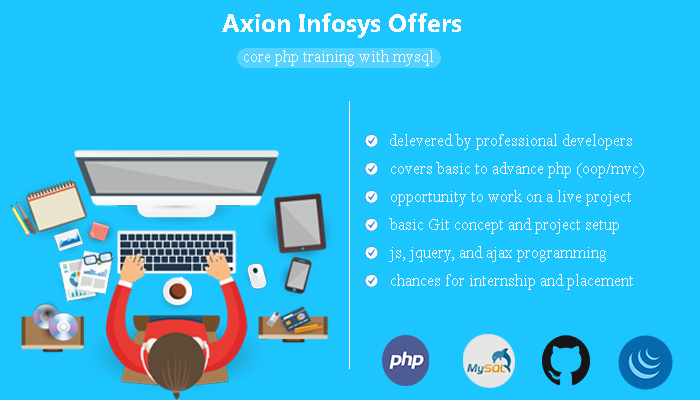 Axion Infosys Offers
core php training with mysql
delevered by professional developers
covers basic to advance php (oop/mvc)
opportunity to work on a live project
basic Git concept and project setup
js, jquery, and ajax programming
chances for internship and placement
php
MySQL